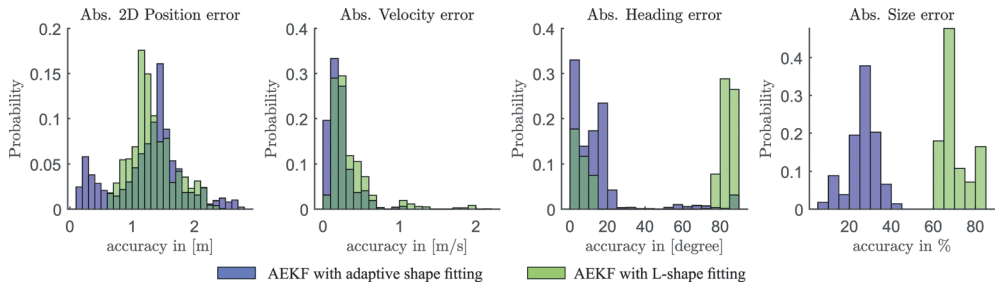 Abs. 2D Position error
Abs. Velocity error
Abs. Heading error
Abs. Size error
Probability
0.2
0.15
0.1
0.05
0
0
1
2
accuracy in [m]
Probability
0.4
0.3
0.2
0.1
0
0
1
2
accuracy in [m/s]
Probability
0.4
0.3
0.2
0.1
0
0
20
40
60
80
accuracy in [degree]
Probability
0.4
0.2
0
20
40
60
80
accuracy in %
AEKF with adaptive shape fitting
AEKF with L-shape fitting